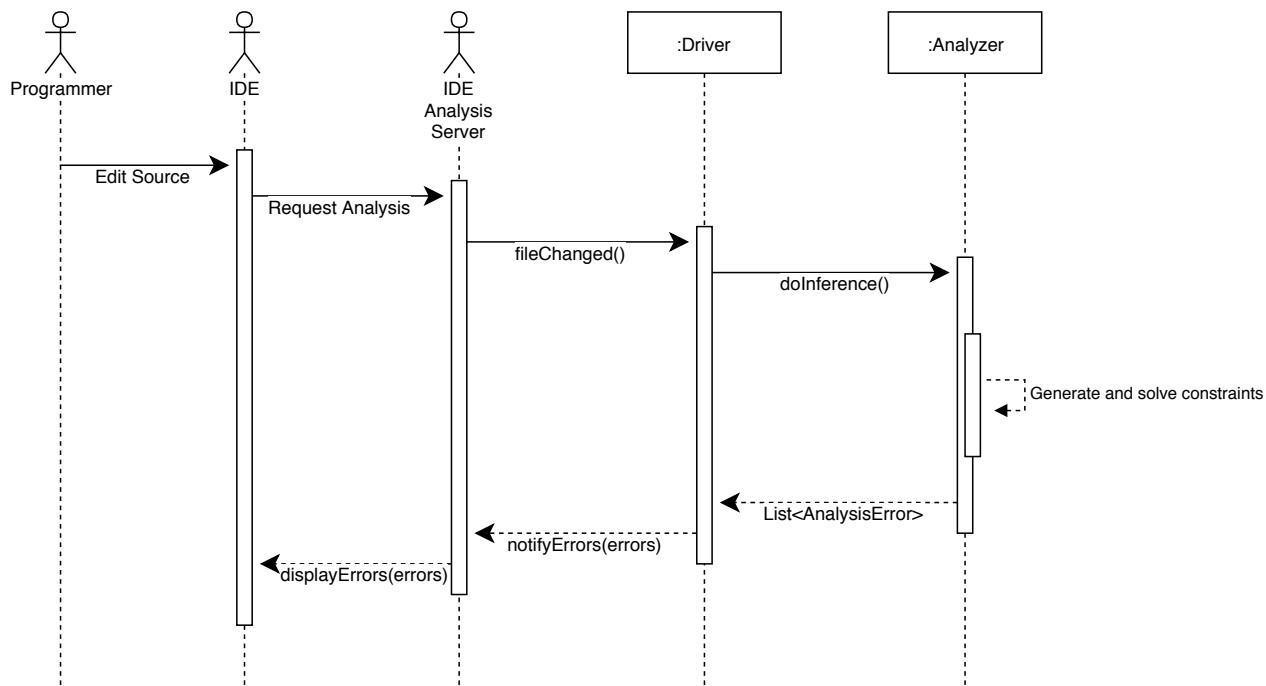 Programmer
IDE
IDE
Analysis
Server
:Driver
:Analyzer
Edit Source
Request Analysis
fileChanged()
doInference()
Generate and solve constraints
List<AnalysisError>
notifyErrors(errors)
displayErrors(errors)